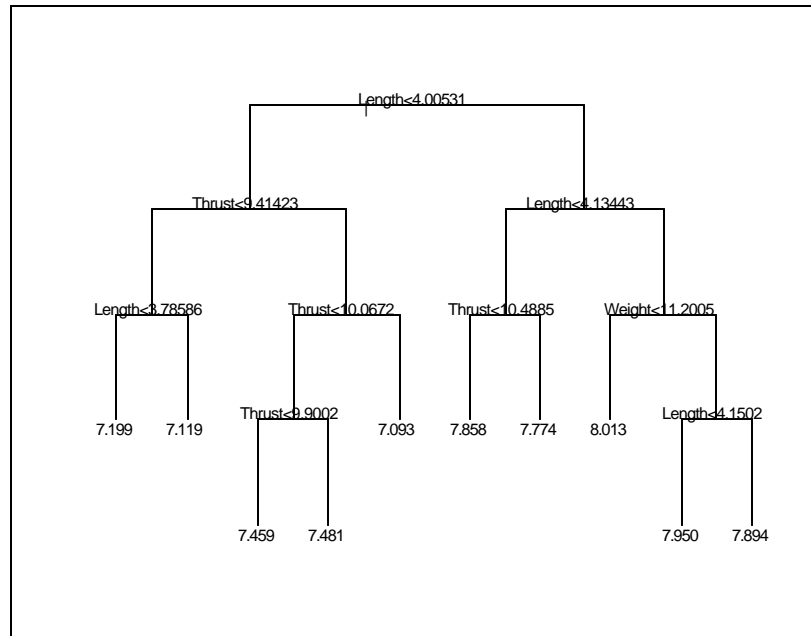 Length<4.00531
Thrust<9.41423
Length<4.13443
Length<3.78586
Thrust<10.0672
Thrust<10.4885
Weight<11.2005
7.199
7.119
Thrust<9.9002
7.093
7.858
7.774
8.013
Length<4.1502
7.459
7.481
7.950
7.894